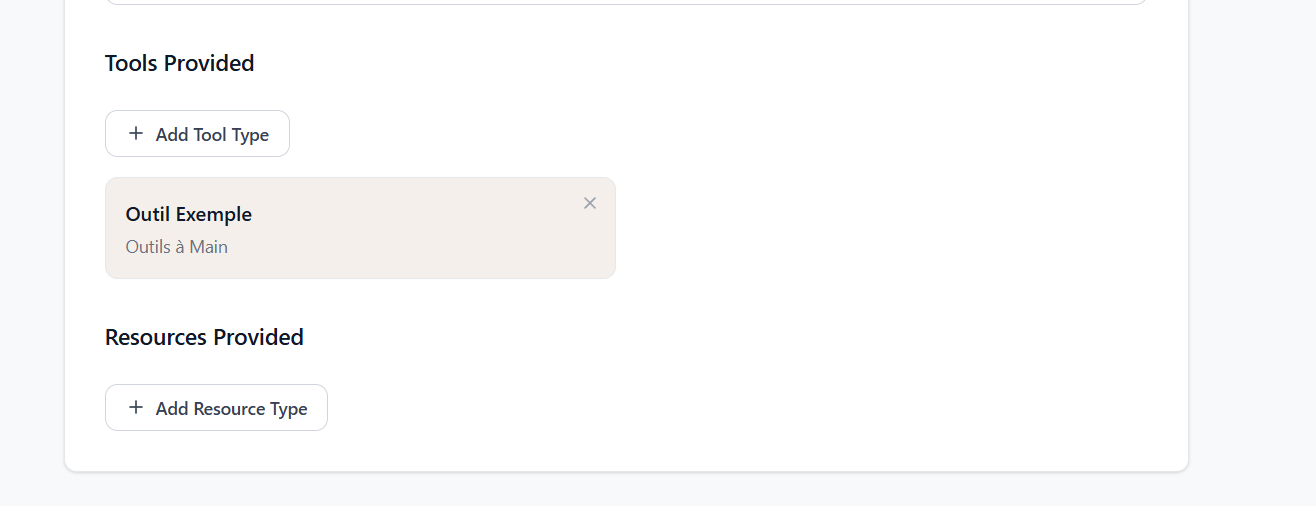 Tools Provided
Add Tool Type
Outil Exemple
Outils à Main
Resources Provided
Add Resource Type